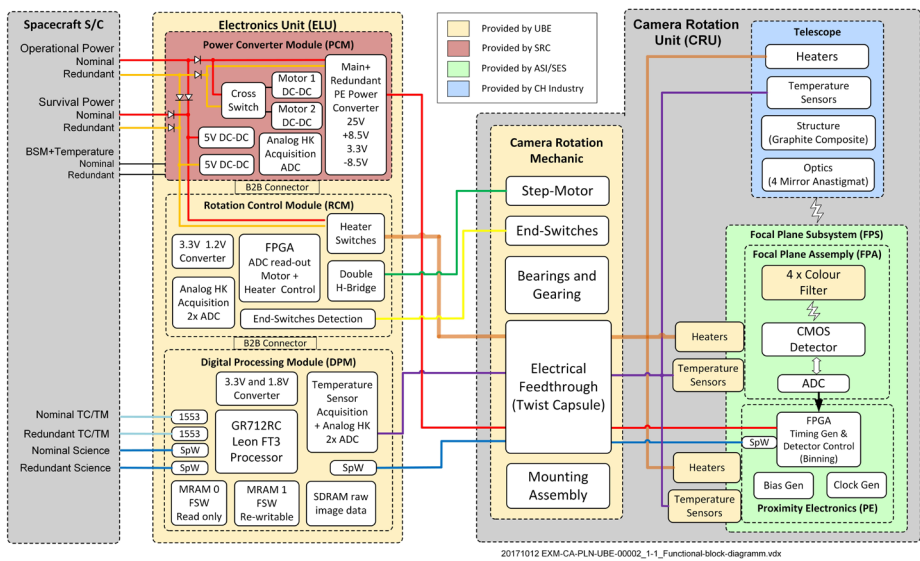 Spacecraft S/C
Operational Power
Nominal
Redundant
Survival Power
Nominal
Redundant
BSM+Temperature
Nominal
Redundant
Nominal TC/TM
Redundant TC/TM
Nominal Science
Redundant Science
Electronics Unit (ELU)
Power Converter Module (PCM)
Cross
Switch
Motor 1
DC-DC
Motor 2
DC-DC
5V DC-DC
5V DC-DC
Analog HK
Acquisition
ADC
Main+
Redundant
PE Power
Converter
25V
+8.5V
3.3V
-8.5V
B2B Connector
Rotation Control Module (RCM)
3.3V 1.2V
Converter
FPGA
ADC read-out
Motor +
Heater Control
Heater
Switches
Analog HK
Acquisition
2x ADC
Double
H-Bridge
End-Switches Detection
B2B Connector
Digital Processing Module (DPM)
3.3V and 1.8V
Converter
Temperature
Sensor
Acquisition
+ Analog HK
2x ADC
1553
1553
SpW
SpW
GR712RC
Leon FT3
Processor
SpW
MRAM 0
FSW
Read only
MRAM 1
FSW
Re-writable
SDRAM raw
image data
Provided by UBE
Provided by SRC
Provided by ASI/SES
Provided by CH Industry
Camera Rotation
Unit (CRU)
Camera Rotation
Mechanic
Step-Motor
End-Switches
Bearings and
Gearing
Electrical
Feedthrough
(Twist Capsule)
Mounting
Assembly
Telescope
Heaters
Temperature
Sensors
Structure
(Graphite Composite)
Optics
(4 Mirror Anastigmat)
Focal Plane Subsystem (FPS)
Focal Plane Assemply (FPA)
4 x Colour
Filter
CMOS
Detector
ADC
Heaters
Temperature
Sensors
FPGA
Timing Gen &
Detector Control
(Binning)
SpW
Heaters
Temperature
Sensors
Bias Gen
Clock Gen
Proximity Electronics (PE)
20171012 EXM-CA-PLN-UBE-00002_1-1_Functional-block-diagramm.vdx